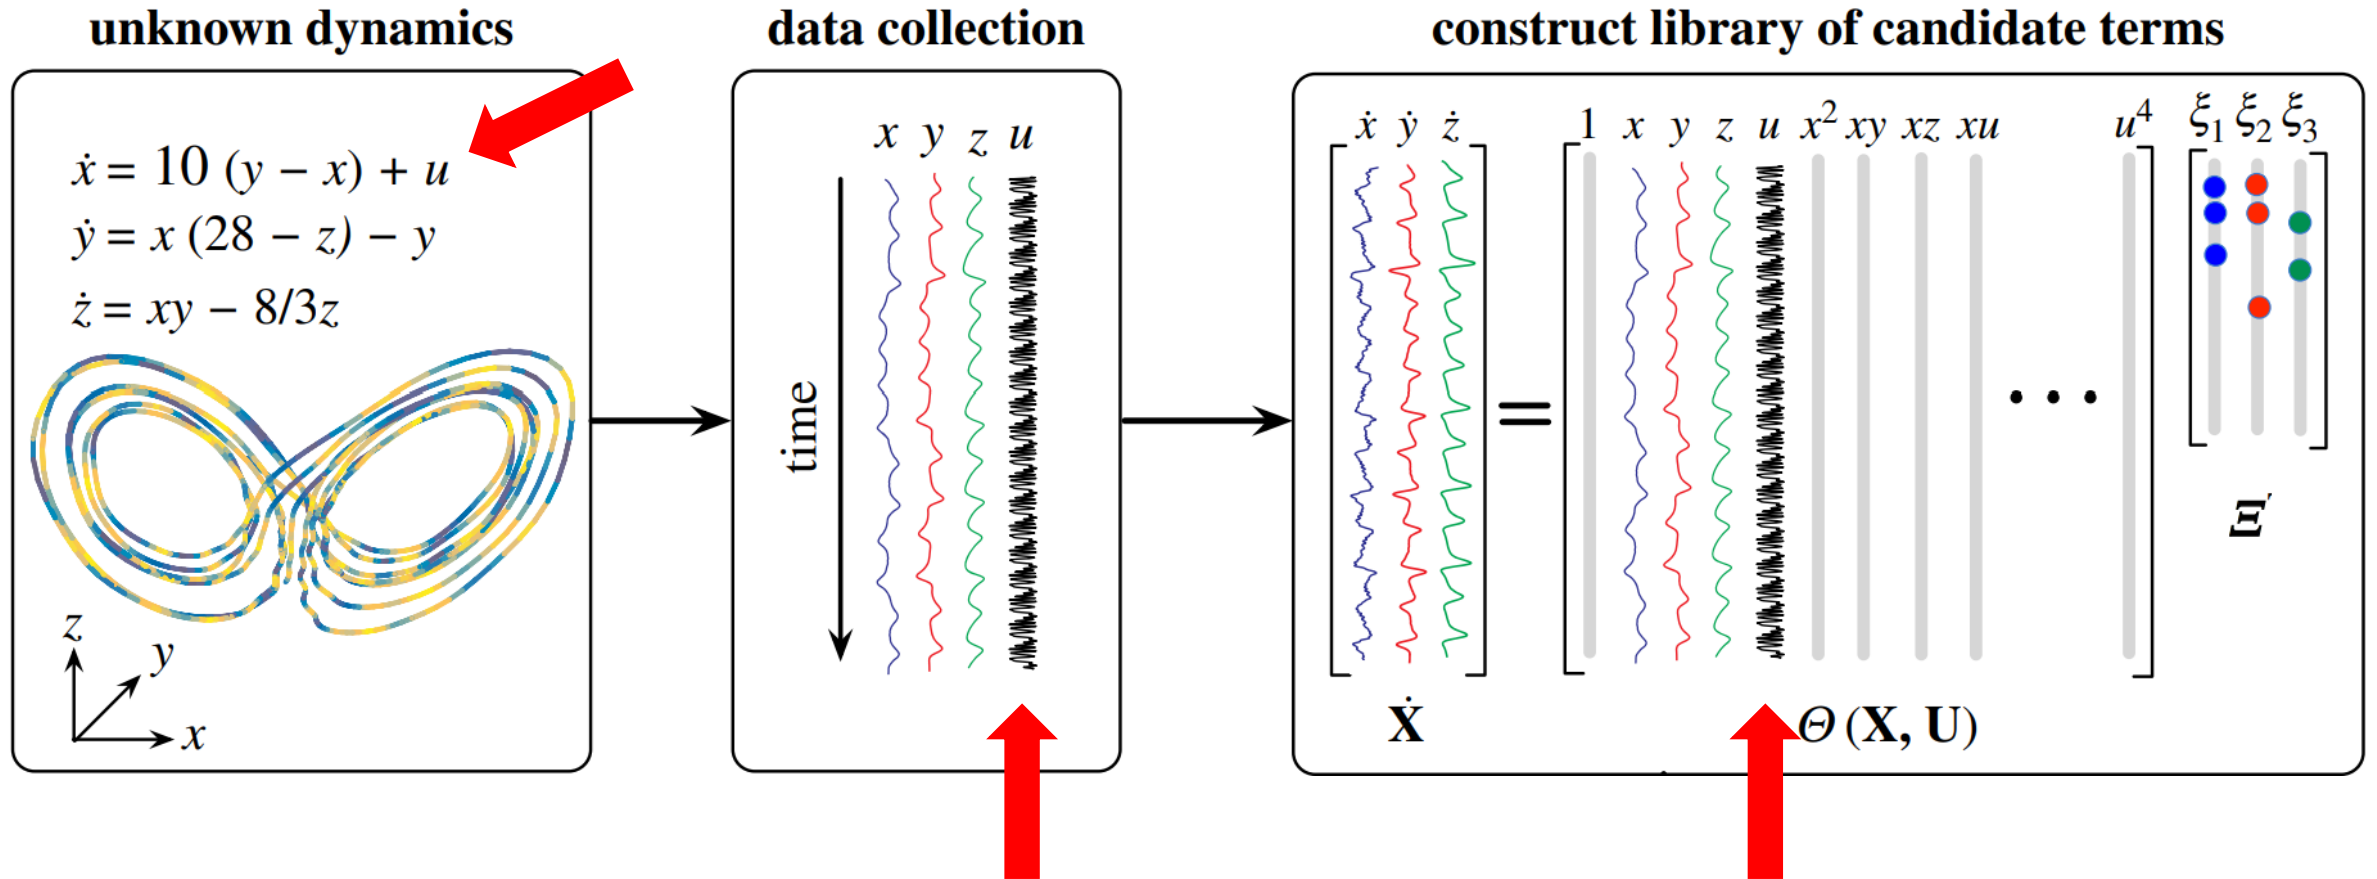 unknown dynamics
ẋ = 10 (y − x) + u
ẏ = x (28 − z) − y
ż = xy − 8/3z
z
y
x
data collection
x y z u
time
construct library of candidate terms
ẋ ẏ ż
=
1 x y z u x² xy xz xu ... u⁴
ξ₁ ξ₂ ξ₃
Ẋ
Θ (X, U)
Ξ